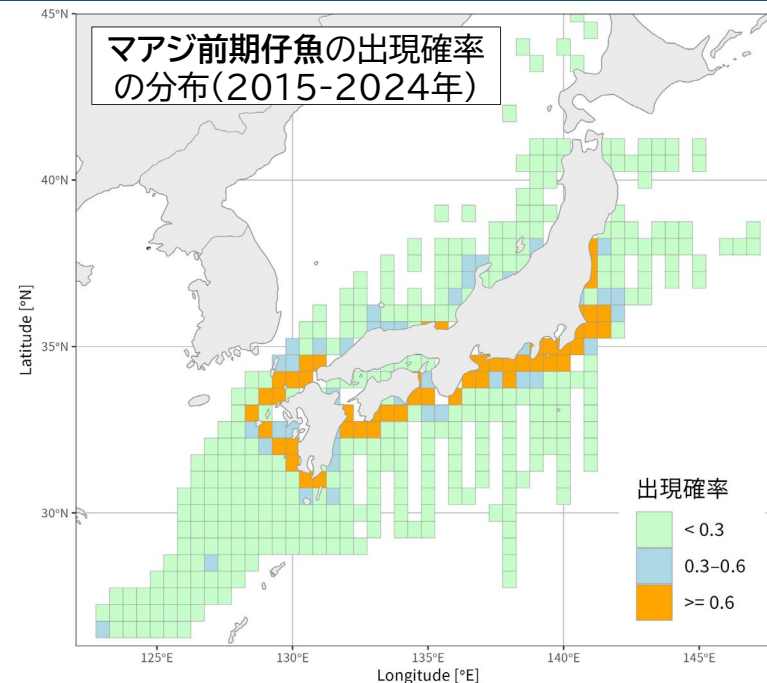 マアジ前期仔魚の出現確率
の分布(2015-2024年)
45°N
40°N
35°N
30°N
Latitude [°N]
出現確率
< 0.3
0.3–0.6
>= 0.6
125°E 130°E 135°E 140°E 145°E
Longitude [°E]